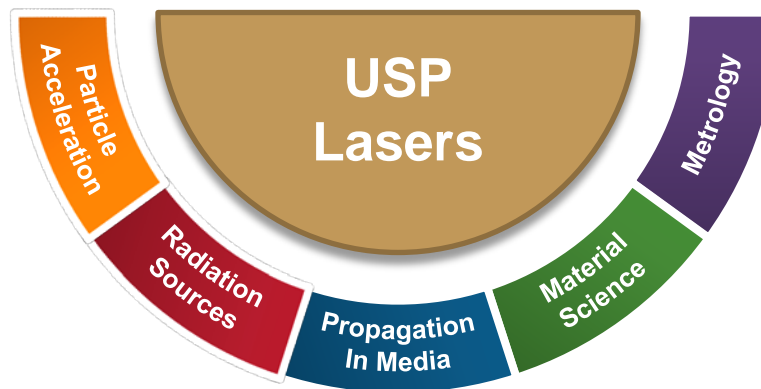 USP
Lasers
Particle
Acceleration
Radiation
Sources
Propagation
In Media
Material
Science
Metrology